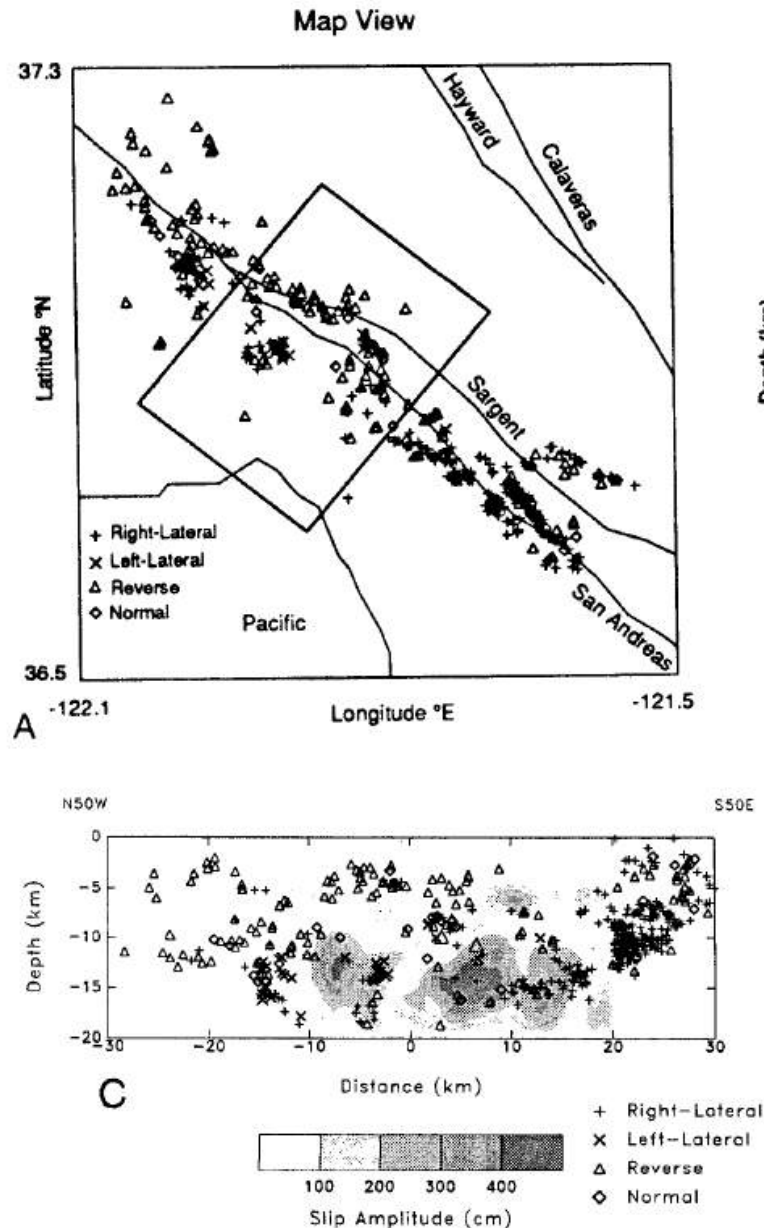 Map View
37.3
Hayward
Calaveras
Latitude °N
Sargent
+ Right-Lateral
× Left-Lateral
△ Reverse
◇ Normal
Pacific
San Andreas
36.5
-122.1
Longitude °E
-121.5
A
N50W
S50E
0
-5
-10
-15
-20
Depth (km)
-30 -20 -10 0 10 20 30
Distance (km)
C
100 200 300 400
Slip Amplitude (cm)
+ Right-Lateral
× Left-Lateral
△ Reverse
◇ Normal